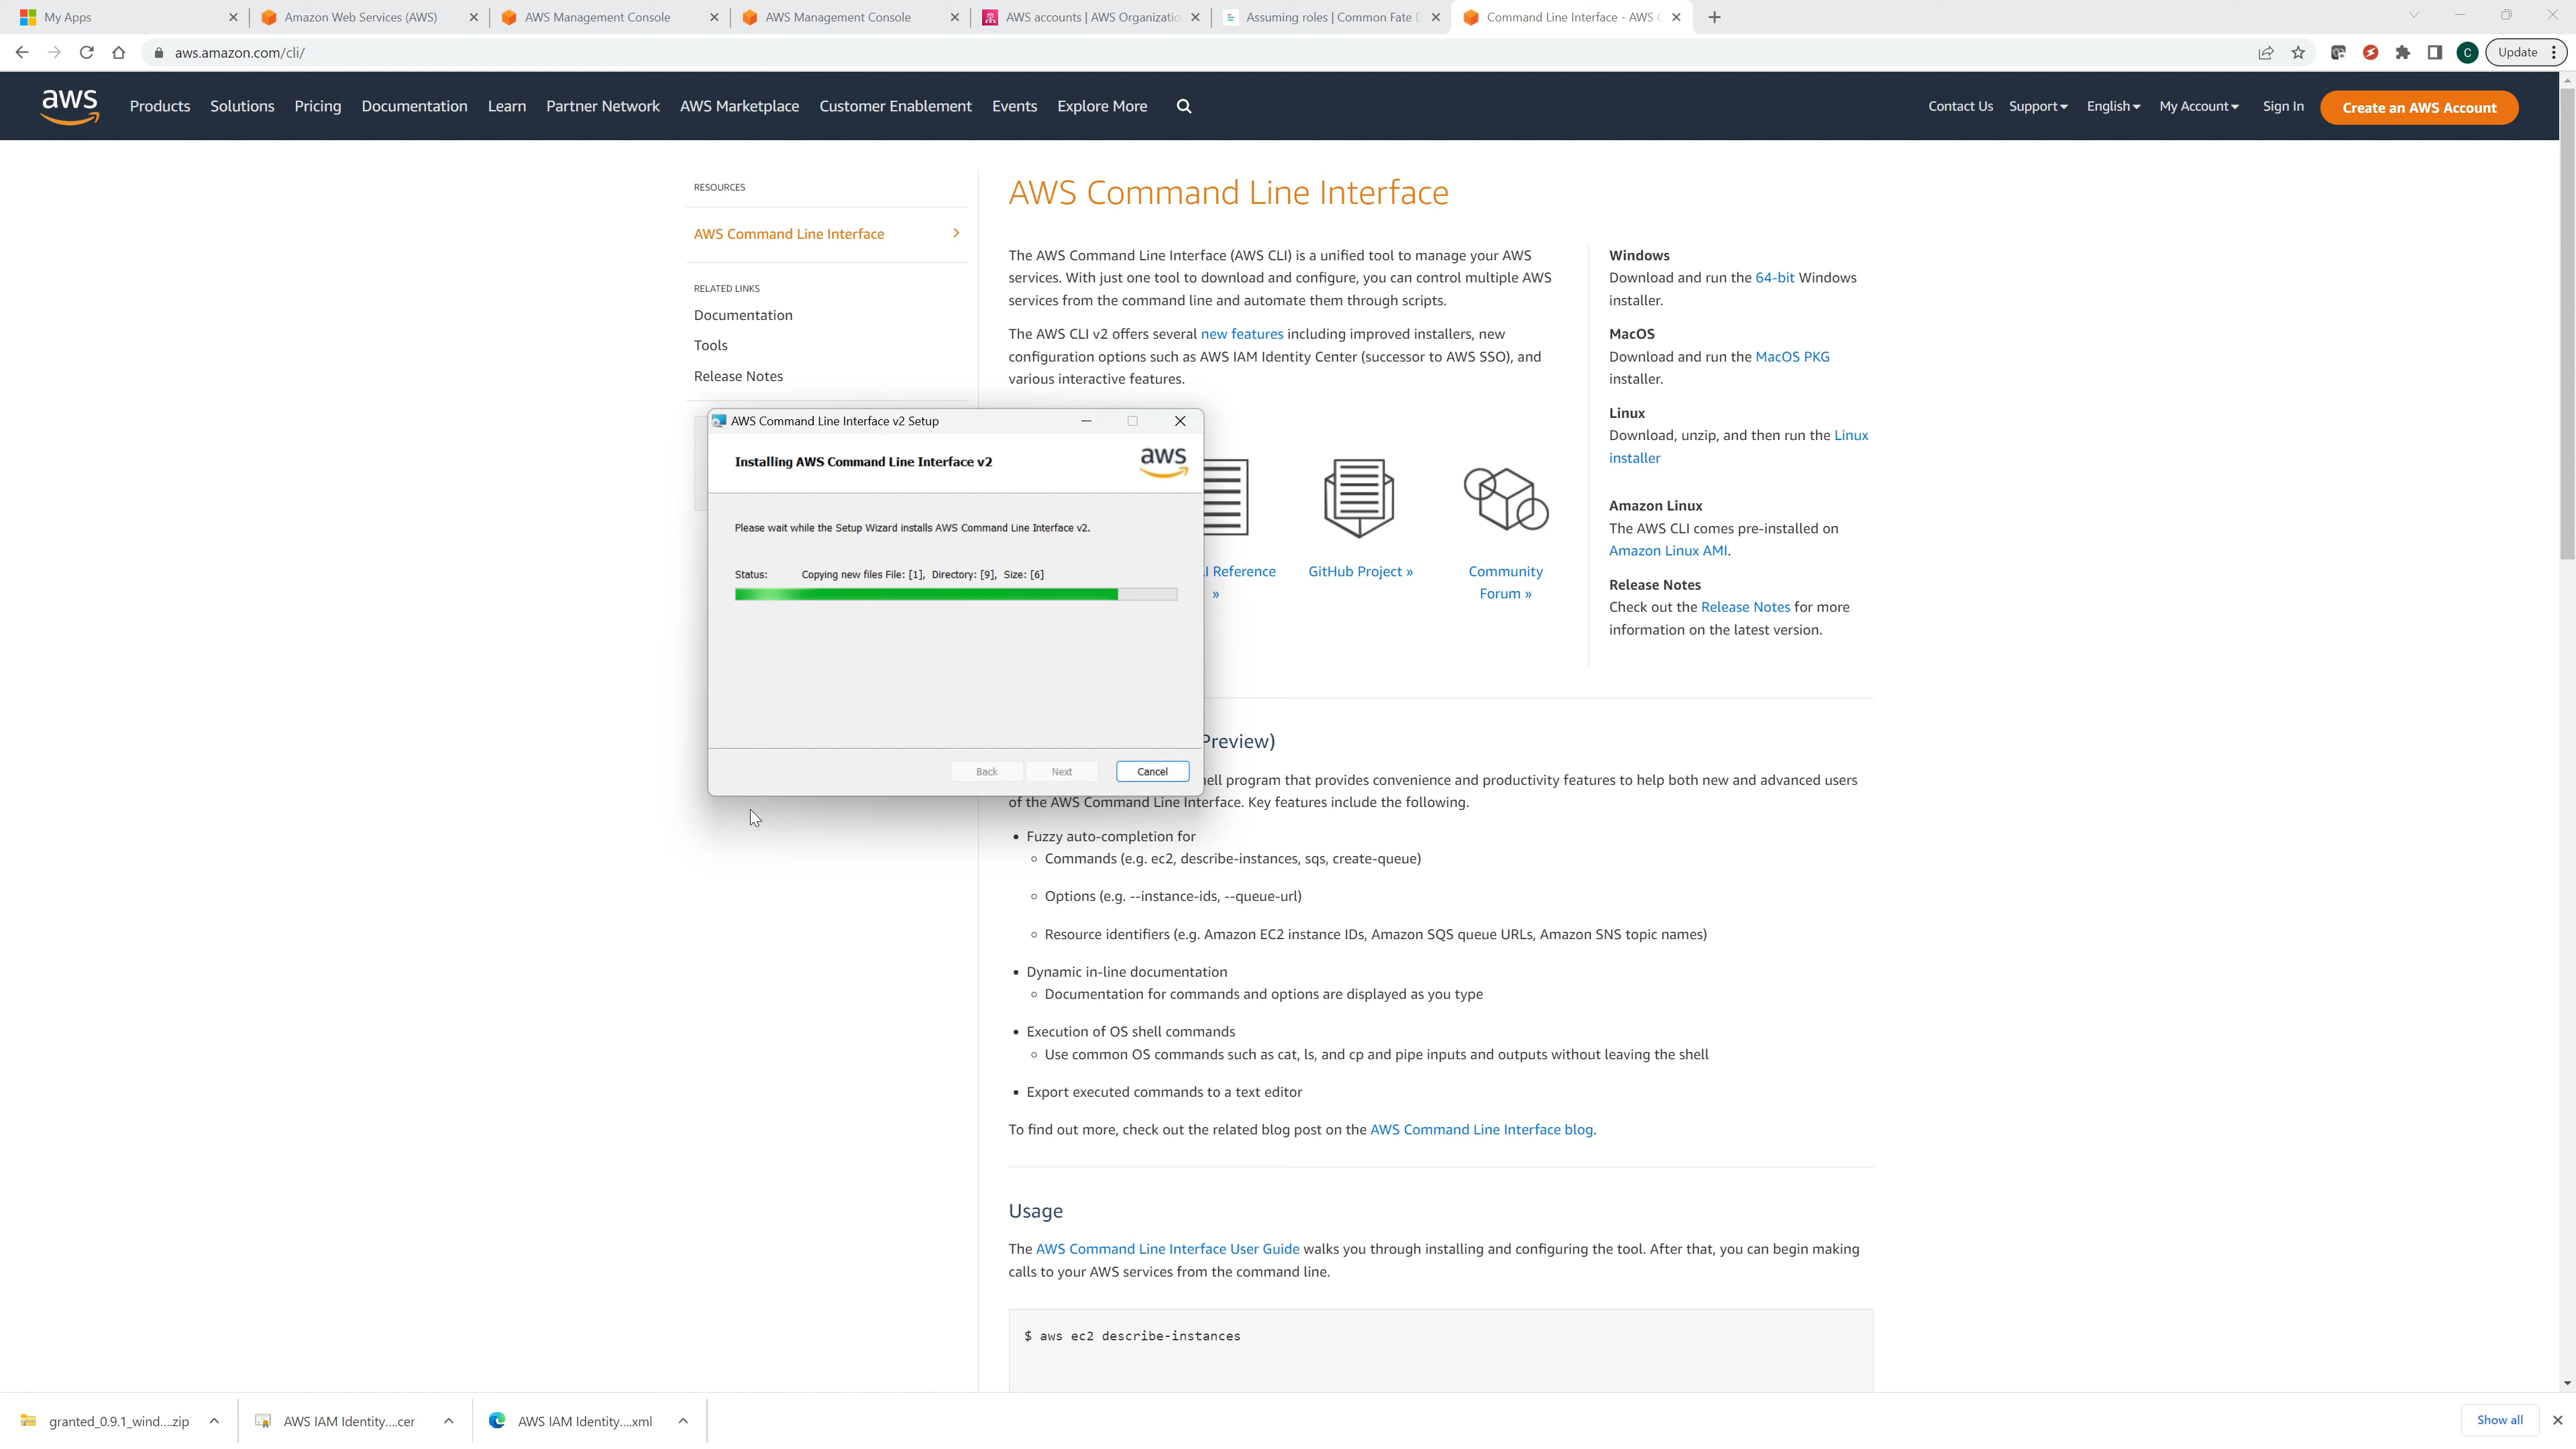 My Apps
Amazon Web Services (AWS)
AWS Management Console
AWS Management Console
AWS accounts | AWS Organizatio
Assuming roles | Common Fate D
Command Line Interface - AWS C
aws.amazon.com/cli/
C
Update
aws
Products
Solutions
Pricing
Documentation
Learn
Partner Network
AWS Marketplace
Customer Enablement
Events
Explore More
Contact Us
Support
English
My Account
Sign In
Create an AWS Account
RESOURCES
AWS Command Line Interface
RELATED LINKS
Documentation
Tools
Release Notes
AWS Command Line Interface
The AWS Command Line Interface (AWS CLI) is a unified tool to manage your AWS
services. With just one tool to download and configure, you can control multiple AWS
services from the command line and automate them through scripts.
The AWS CLI v2 offers several new features including improved installers, new
configuration options such as AWS IAM Identity Center (successor to AWS SSO), and
various interactive features.
Windows
Download and run the 64-bit Windows
installer.
MacOS
Download and run the MacOS PKG
installer.
Linux
Download, unzip, and then run the Linux
installer
Amazon Linux
The AWS CLI comes pre-installed on
Amazon Linux AMI.
Release Notes
Check out the Release Notes for more
information on the latest version.
AWS Command Line Interface v2 Setup
Installing AWS Command Line Interface v2
aws
Please wait while the Setup Wizard installs AWS Command Line Interface v2.
Status: Copying new files File: [1], Directory: [9], Size: [6]
Back
Next
Cancel
I Reference
»
GitHub Project »
Community
Forum »
Preview)
ell program that provides convenience and productivity features to help both new and advanced users
of the AWS Command Line Interface. Key features include the following.
• Fuzzy auto-completion for
○ Commands (e.g. ec2, describe-instances, sqs, create-queue)
○ Options (e.g. --instance-ids, --queue-url)
○ Resource identifiers (e.g. Amazon EC2 instance IDs, Amazon SQS queue URLs, Amazon SNS topic names)
• Dynamic in-line documentation
○ Documentation for commands and options are displayed as you type
• Execution of OS shell commands
○ Use common OS commands such as cat, ls, and cp and pipe inputs and outputs without leaving the shell
• Export executed commands to a text editor
To find out more, check out the related blog post on the AWS Command Line Interface blog.
Usage
The AWS Command Line Interface User Guide walks you through installing and configuring the tool. After that, you can begin making
calls to your AWS services from the command line.
$ aws ec2 describe-instances
granted_0.9.1_wind....zip
AWS IAM Identity....cer
AWS IAM Identity....xml
Show all